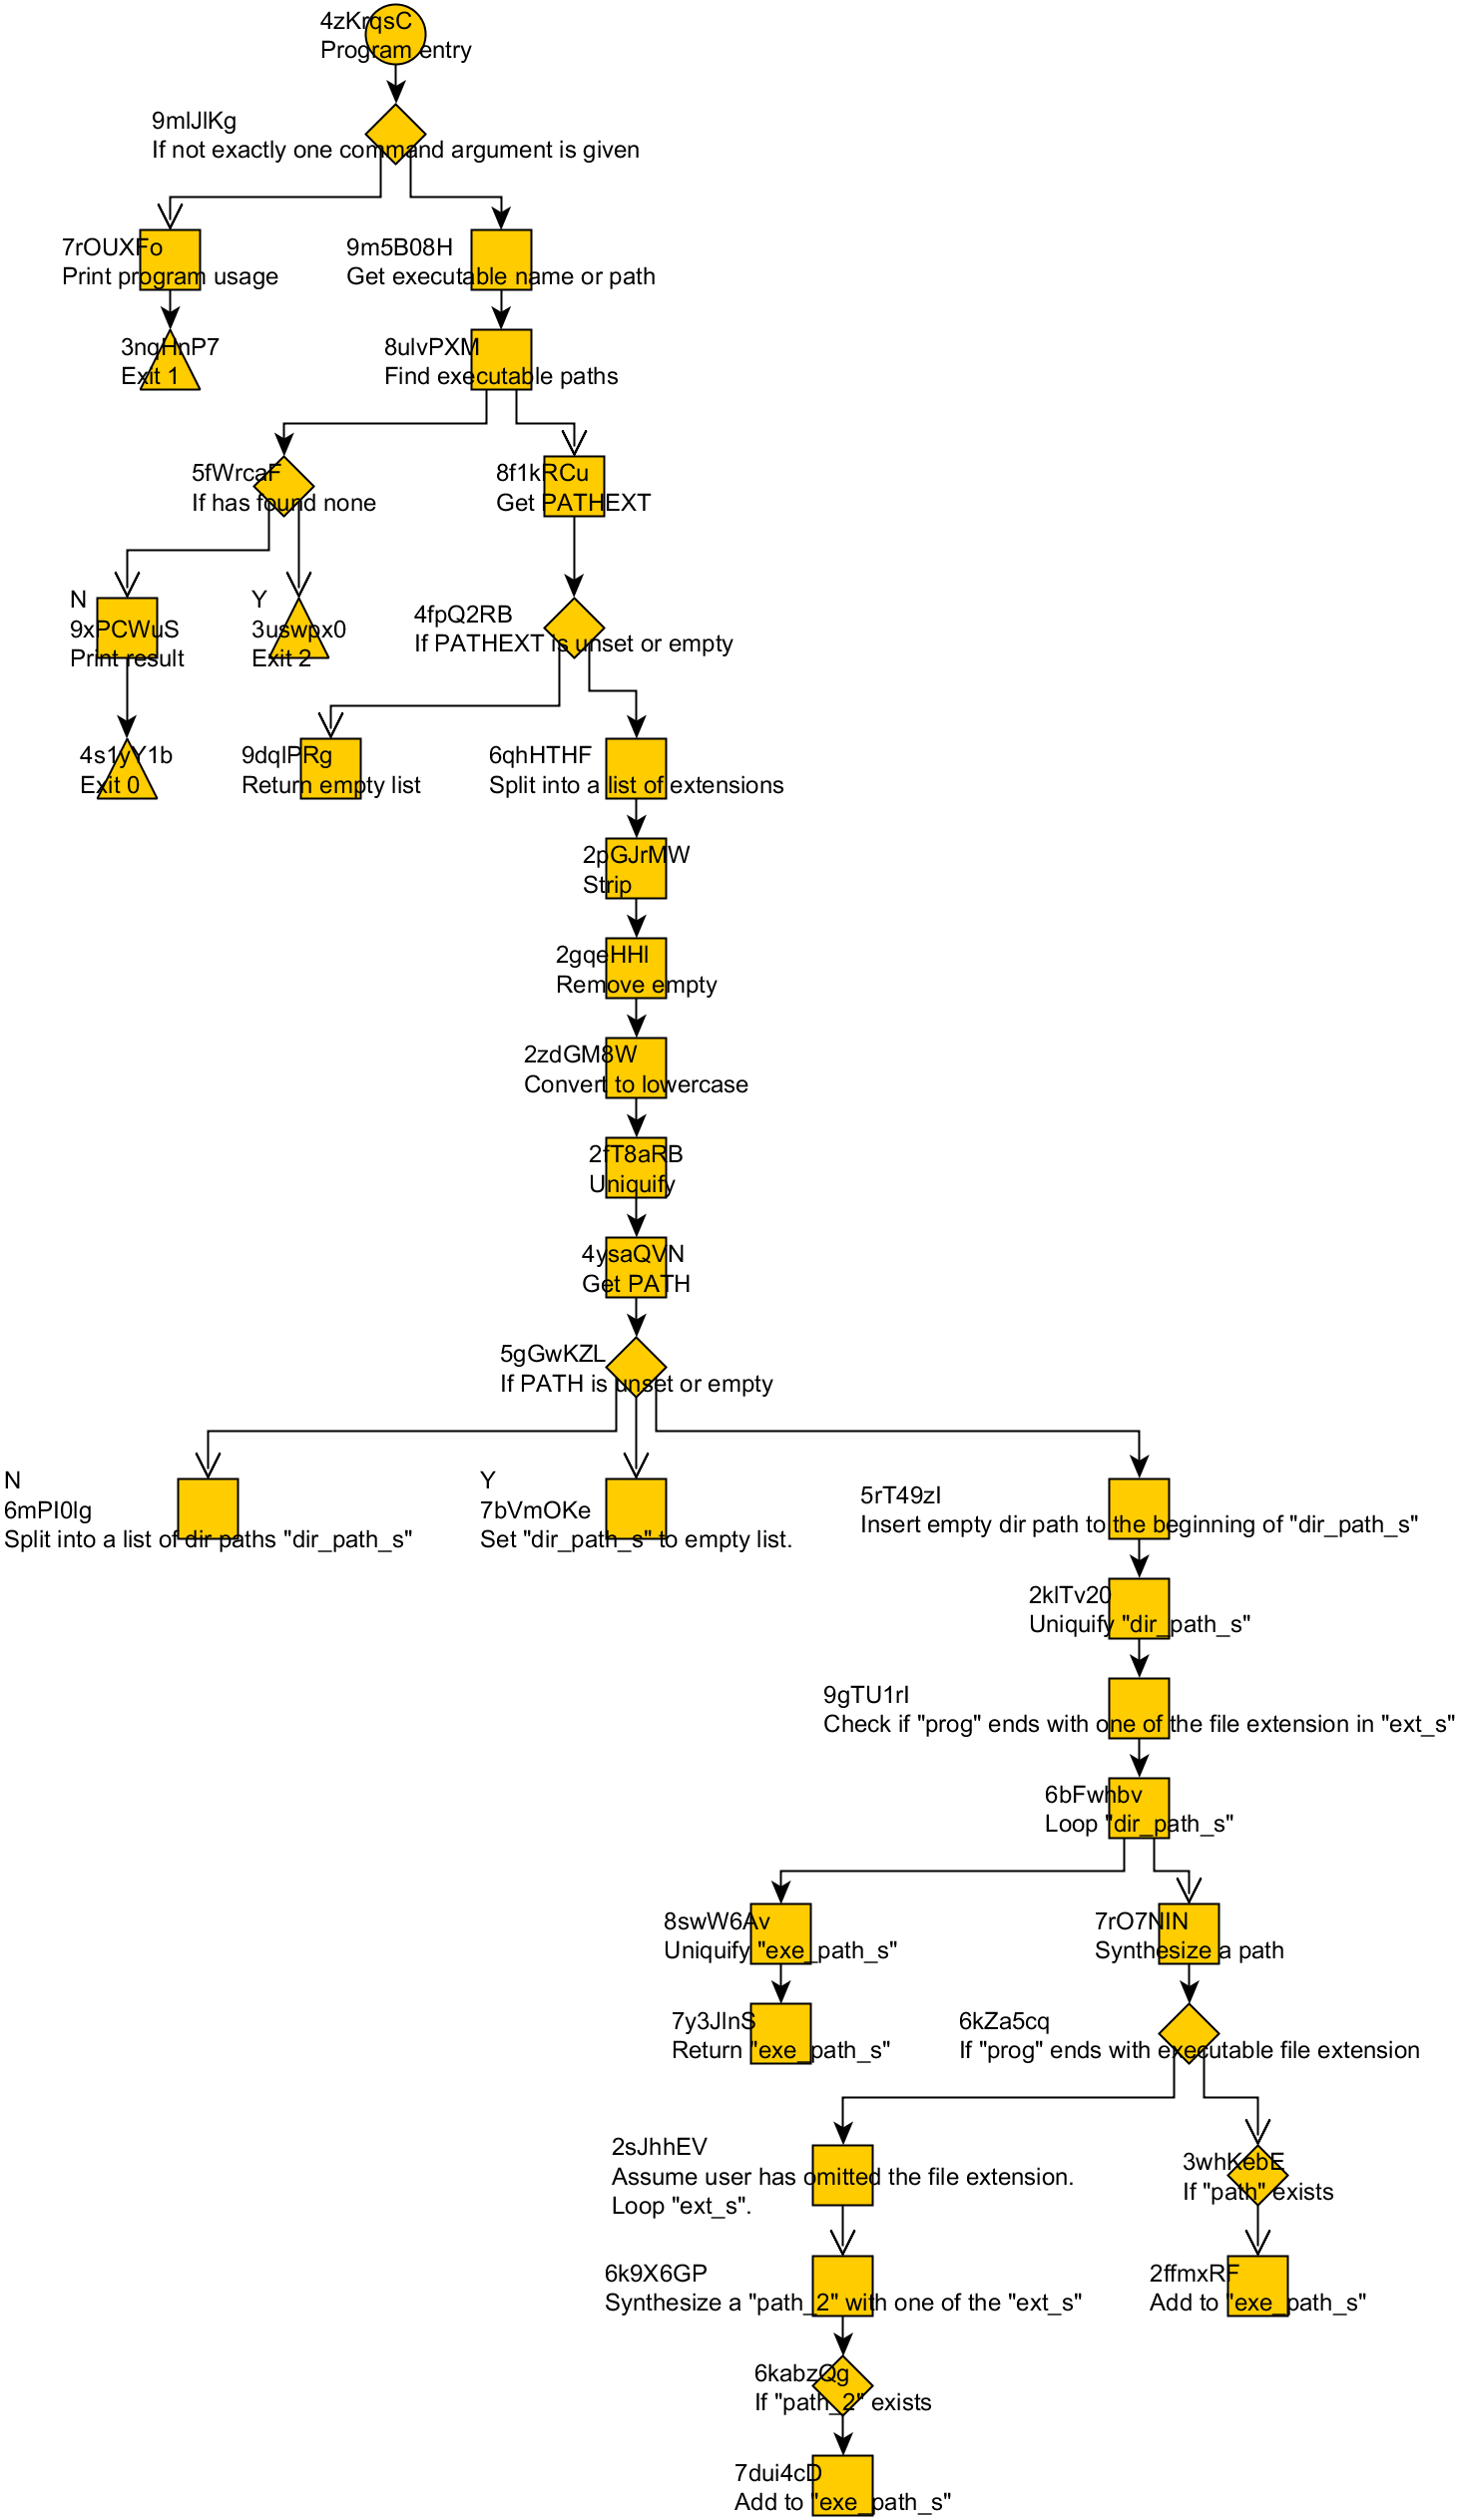 4zKrqsC
Program entry
9mlJlKg
If not exactly one command argument is given
7rOUXFo
Print program usage
9m5B08H
Get executable name or path
3nqHnP7
Exit 1
8ulvPXM
Find executable paths
5fWrcaF
If has found none
8f1kRCu
Get PATHEXT
N
9xPCWuS
Print result
Y
3uswpx0
Exit 2
4fpQ2RB
If PATHEXT is unset or empty
4s1yY1b
Exit 0
9dqlPRg
Return empty list
6qhHTHF
Split into a list of extensions
2pGJrMW
Strip
2gqeHHl
Remove empty
2zdGM8W
Convert to lowercase
2fT8aRB
Uniquify
4ysaQVN
Get PATH
5gGwKZL
If PATH is unset or empty
N
6mPI0lg
Split into a list of dir paths "dir_path_s"
Y
7bVmOKe
Set "dir_path_s" to empty list.
5rT49zI
Insert empty dir path to the beginning of "dir_path_s"
2klTv20
Uniquify "dir_path_s"
9gTU1rI
Check if "prog" ends with one of the file extension in "ext_s"
6bFwhbv
Loop "dir_path_s"
8swW6Av
Uniquify "exe_path_s"
7rO7NIN
Synthesize a path
7y3JlnS
Return "exe_path_s"
6kZa5cq
If "prog" ends with executable file extension
2sJhhEV
Assume user has omitted the file extension.
Loop "ext_s".
3whKebE
If "path" exists
6k9X6GP
Synthesize a "path_2" with one of the "ext_s"
2ffmxRF
Add to "exe_path_s"
6kabzQg
If "path_2" exists
7dui4cD
Add to "exe_path_s"